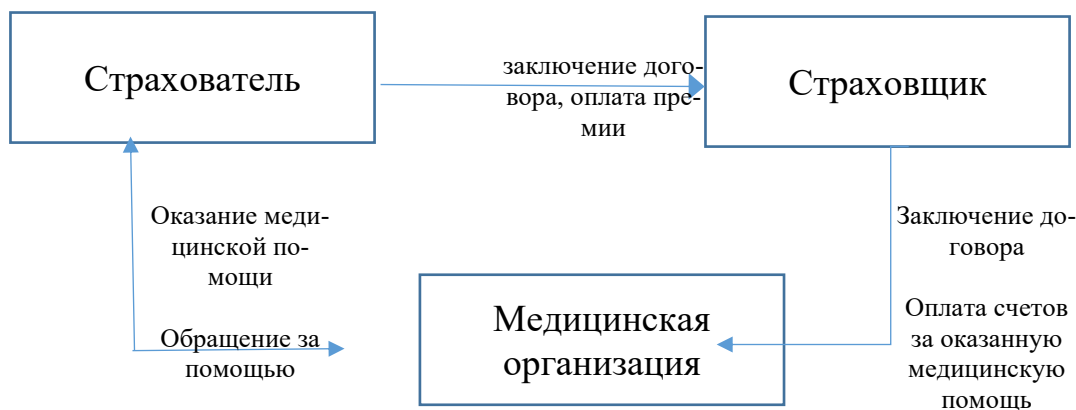 Страхователь
заключение дого-
вора, оплата пре-
мии
Страховщик
Оказание меди-
цинской по-
мощи
Обращение за
помощью
Медицинская
организация
Заключение до-
говора
Оплата счетов
за оказанную
медицинскую
помощь